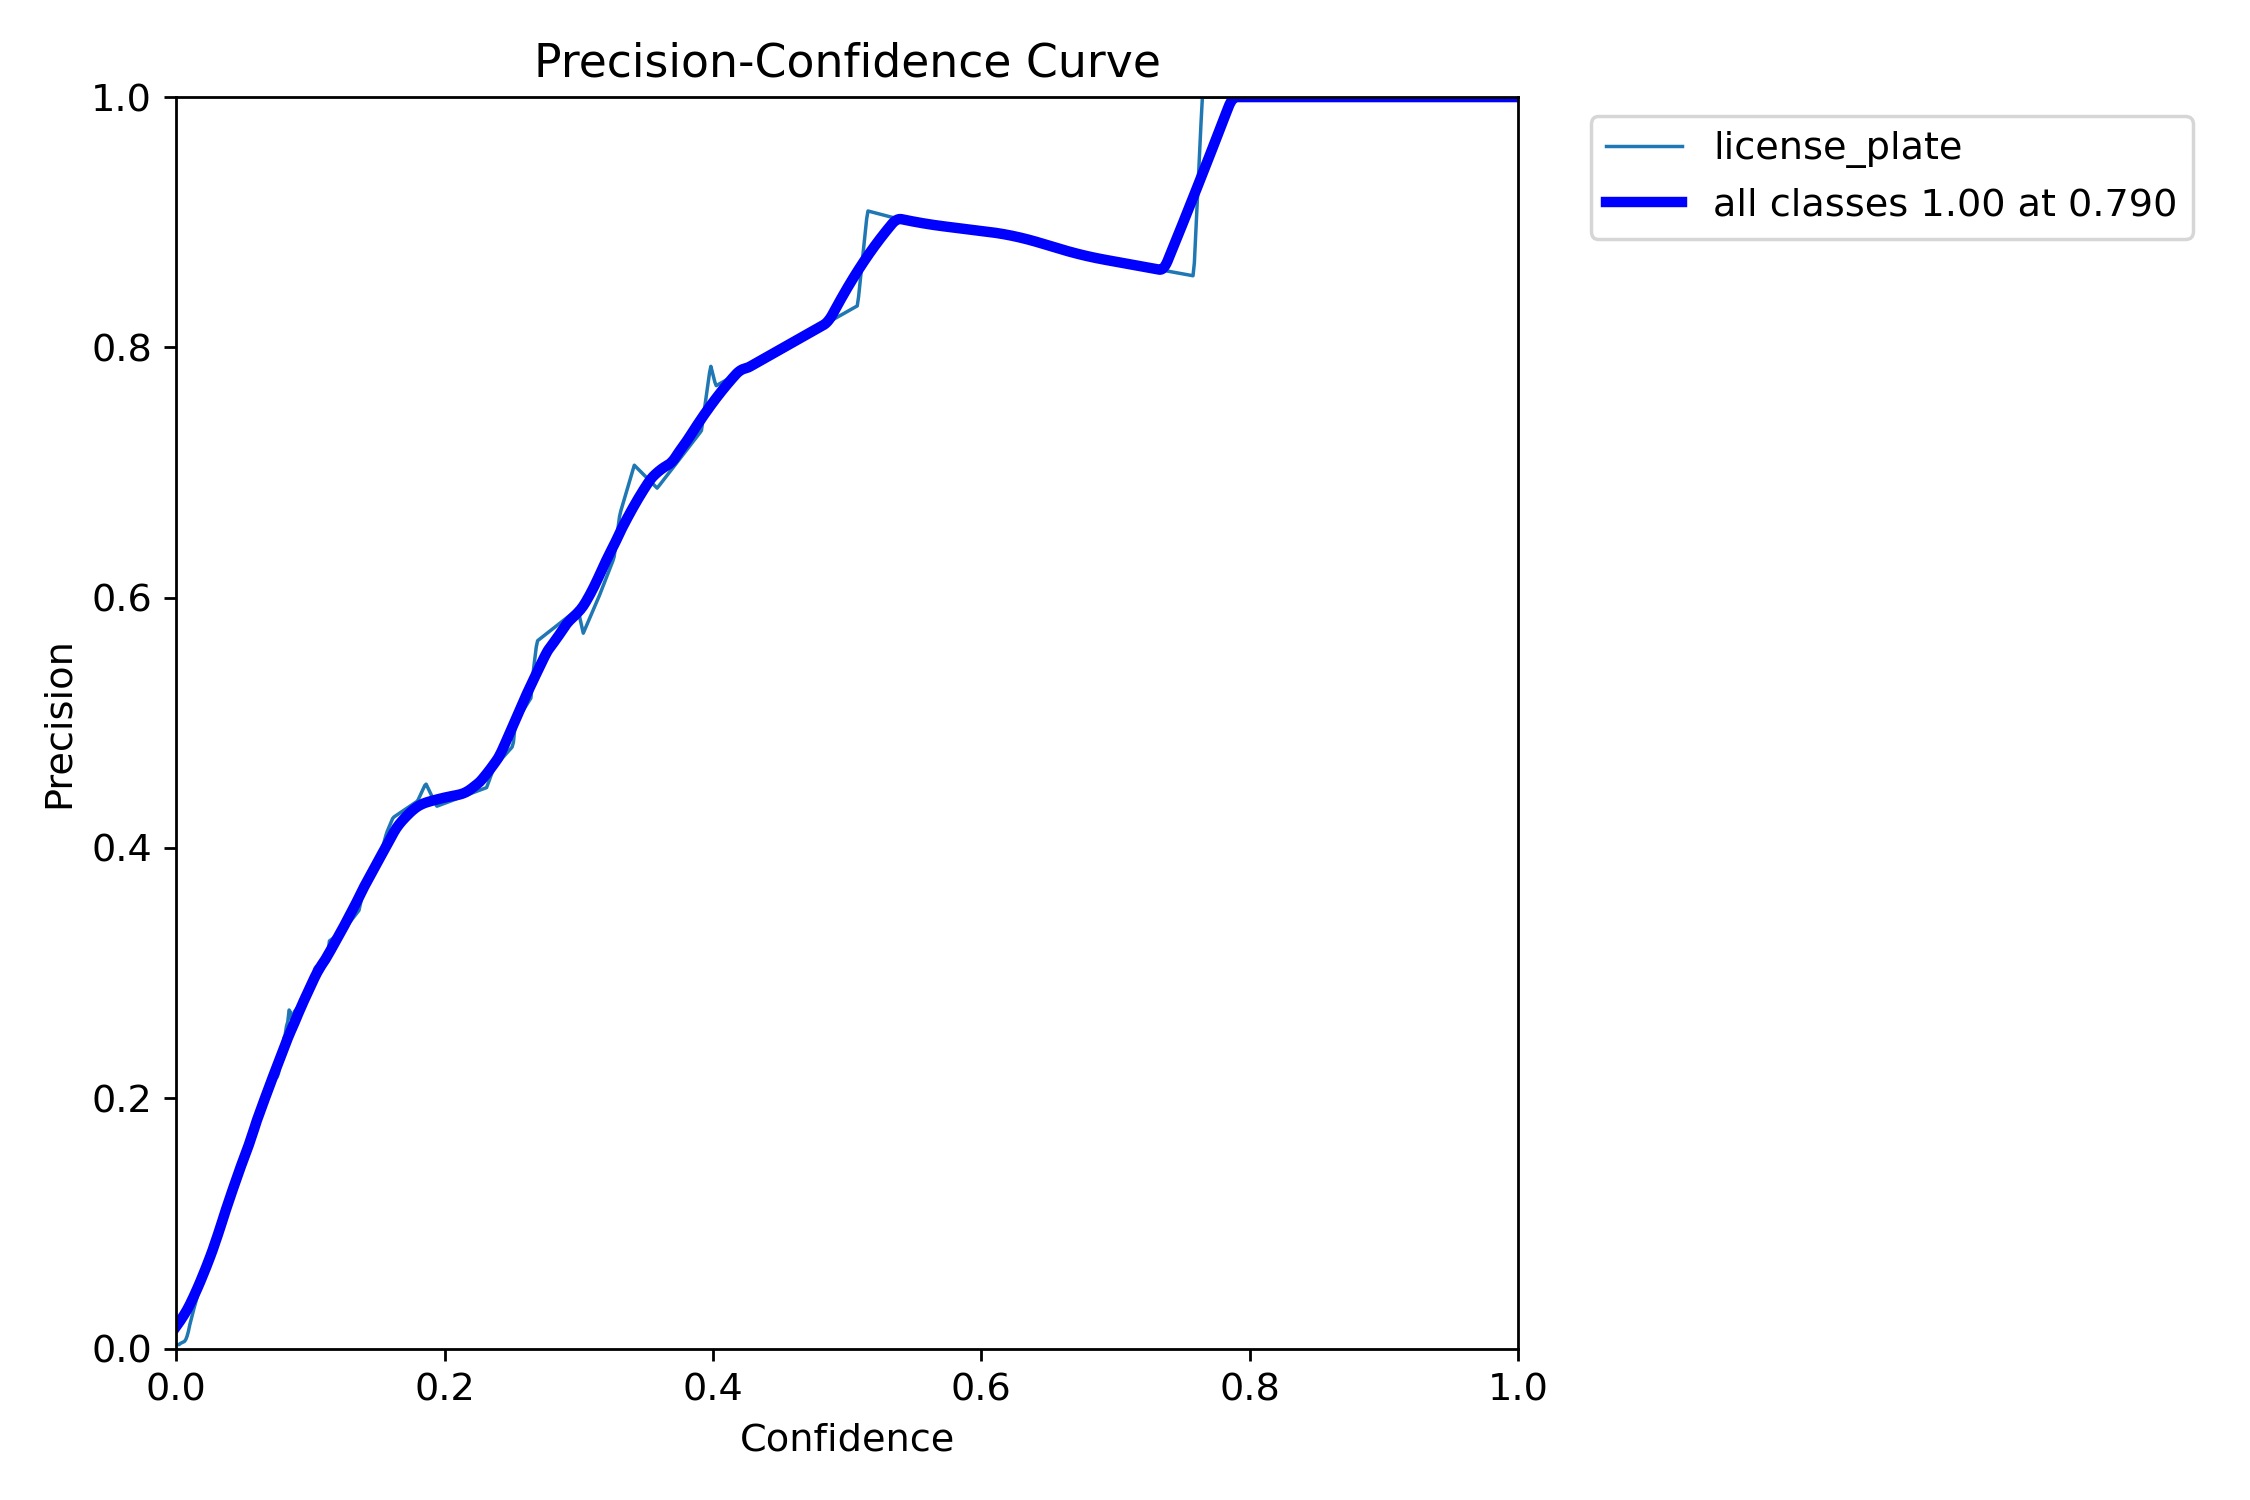 Precision-Confidence Curve
1.0
0.8
0.6
0.4
0.2
0.0
Precision
0.0 0.2 0.4 0.6 0.8 1.0
Confidence
license_plate
all classes 1.00 at 0.790